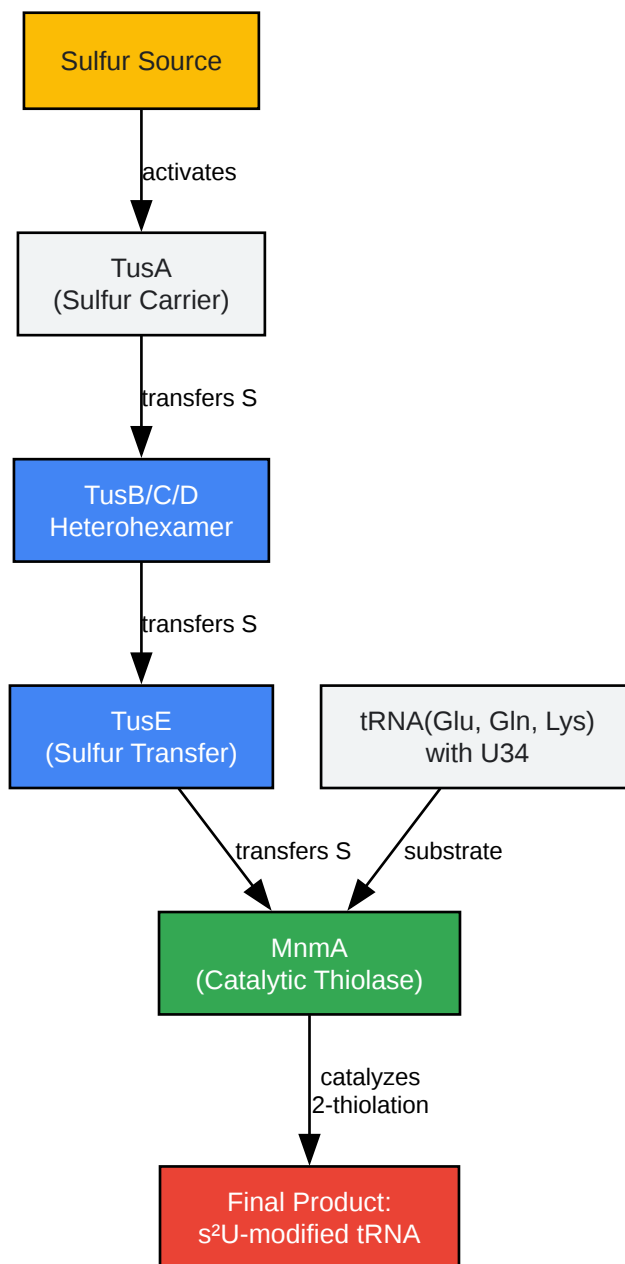 Sulfur Source
activates
TusA
(Sulfur Carrier)
transfers S
TusB/C/D
Heterohexamer
transfers S
TusE
(Sulfur Transfer)
tRNA(Glu, Gln, Lys)
with U34
transfers S
substrate
MnmA
(Catalytic Thiolase)
catalyzes
2-thiolation
Final Product:
s²U-modified tRNA